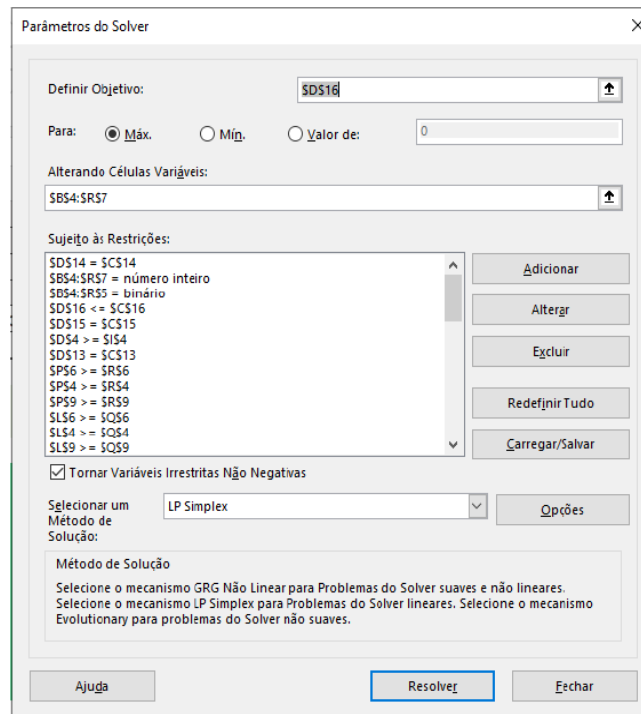 Parâmetros do Solver
Definir Objetivo:
$D$16
Para:
Máx.
Mín.
Valor de:
0
Alterando Células Variáveis:
$B$4:$R$7
Sujeito às Restrições:
$D$14 = $C$14
$B$4:$R$7 = número inteiro
$B$4:$R$5 = binário
$D$16 <= $C$16
$D$15 = $C$15
$D$4 >= $I$4
$D$13 = $C$13
$P$6 >= $R$6
$P$4 >= $R$4
$P$9 >= $R$9
$L$6 >= $Q$6
$L$4 >= $Q$4
$L$9 >= $Q$9
Adicionar
Alterar
Excluir
Redefinir Tudo
Carregar/Salvar
Tornar Variáveis Irrestritas Não Negativas
Selecionar um
Método de
Solução:
LP Simplex
Opções
Método de Solução
Selecione o mecanismo GRG Não Linear para Problemas do Solver suaves e não lineares.
Selecione o mecanismo LP Simplex para Problemas do Solver lineares. Selecione o mecanismo
Evolutionary para problemas do Solver não suaves.
Ajuda
Resolver
Fechar